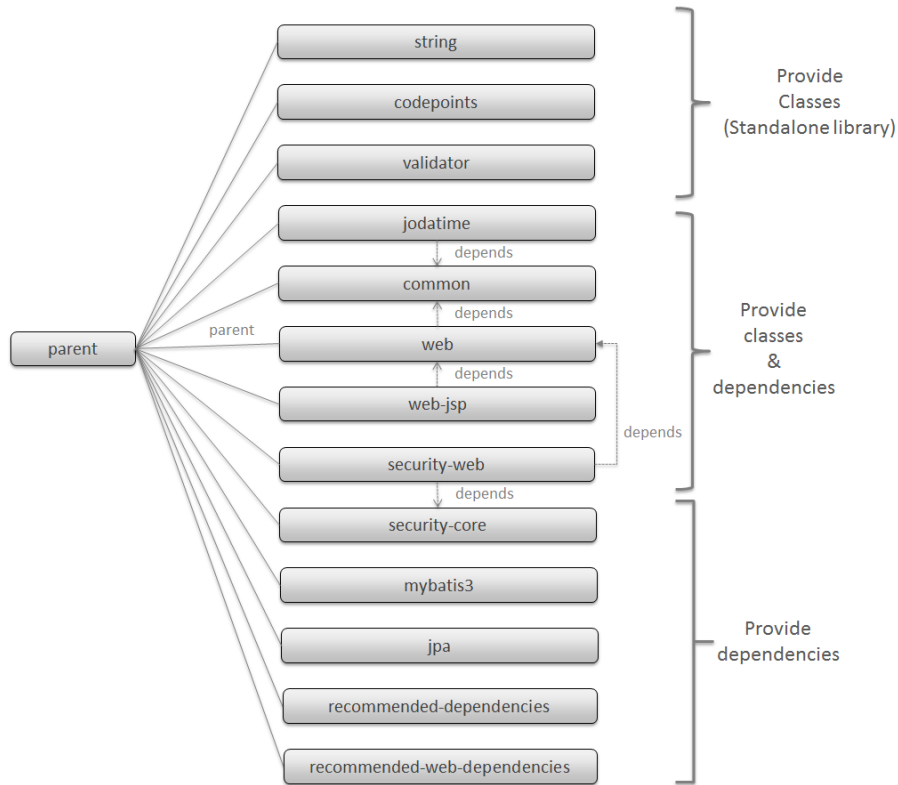 string
codepoints
validator
jodatime
depends
common
depends
parent
parent
web
depends
web-jsp
depends
security-web
depends
security-core
mybatis3
jpa
recommended-dependencies
recommended-web-dependencies
Provide
Classes
(Standalone library)
Provide
classes
&
dependencies
Provide
dependencies